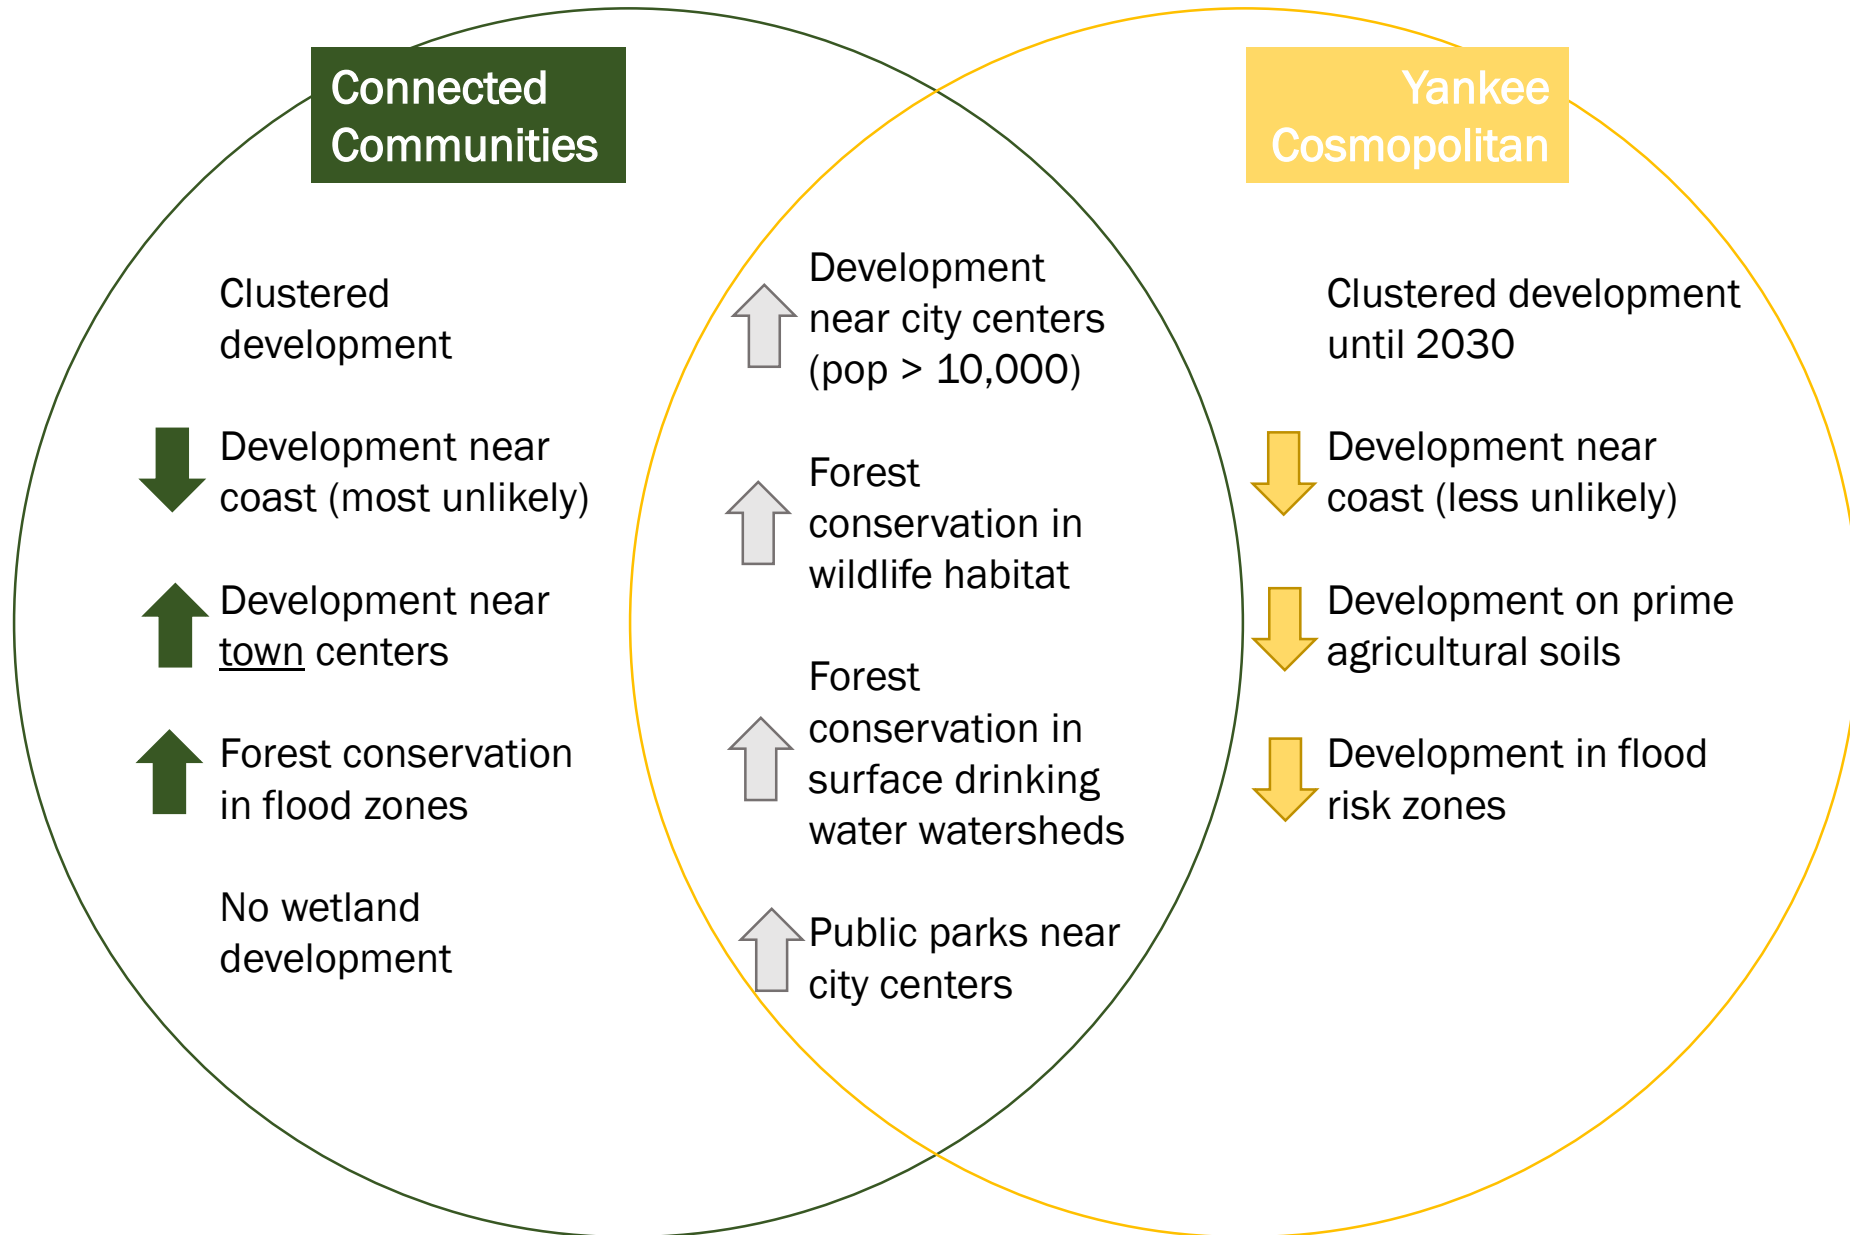 Connected
Communities
Yankee
Cosmopolitan
Clustered
development
Development near
coast (most unlikely)
Development near
town centers
Forest conservation
in flood zones
No wetland
development
Development
near city centers
(pop > 10,000)
Forest
conservation in
wildlife habitat
Forest
conservation in
surface drinking
water watersheds
Public parks near
city centers
Clustered development
until 2030
Development near
coast (less unlikely)
Development on prime
agricultural soils
Development in flood
risk zones